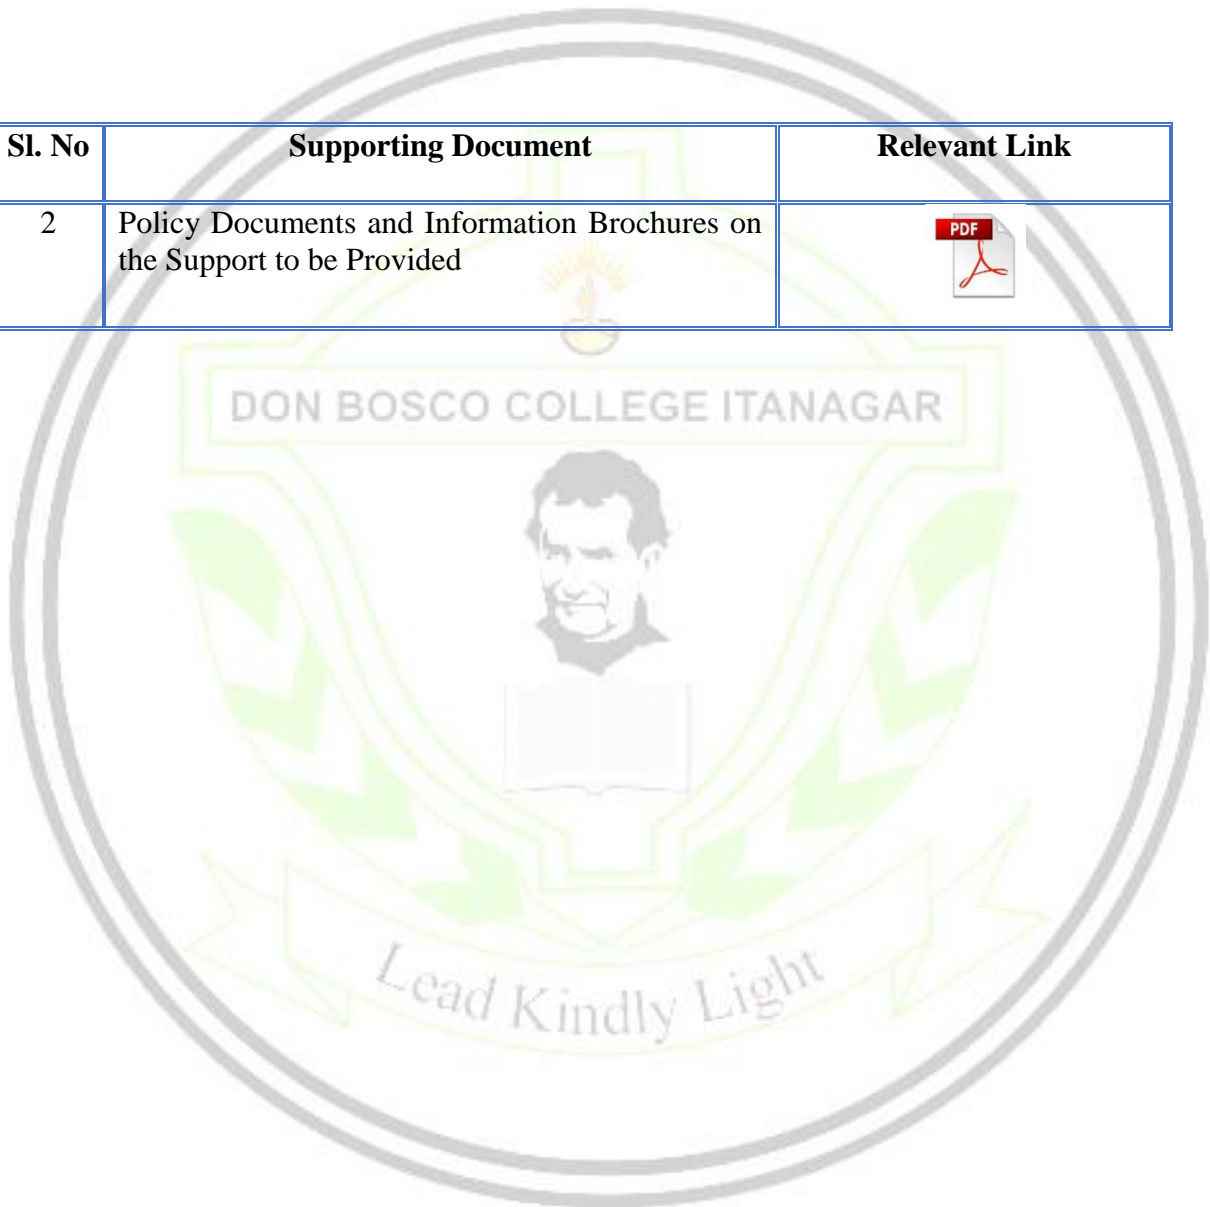 Sl. No Supporting Document Relevant Link
2 Policy Documents and Information Brochures on
the Support to be Provided
PDF
DON BOSCO COLLEGE ITANAGAR
Lead Kindly Light